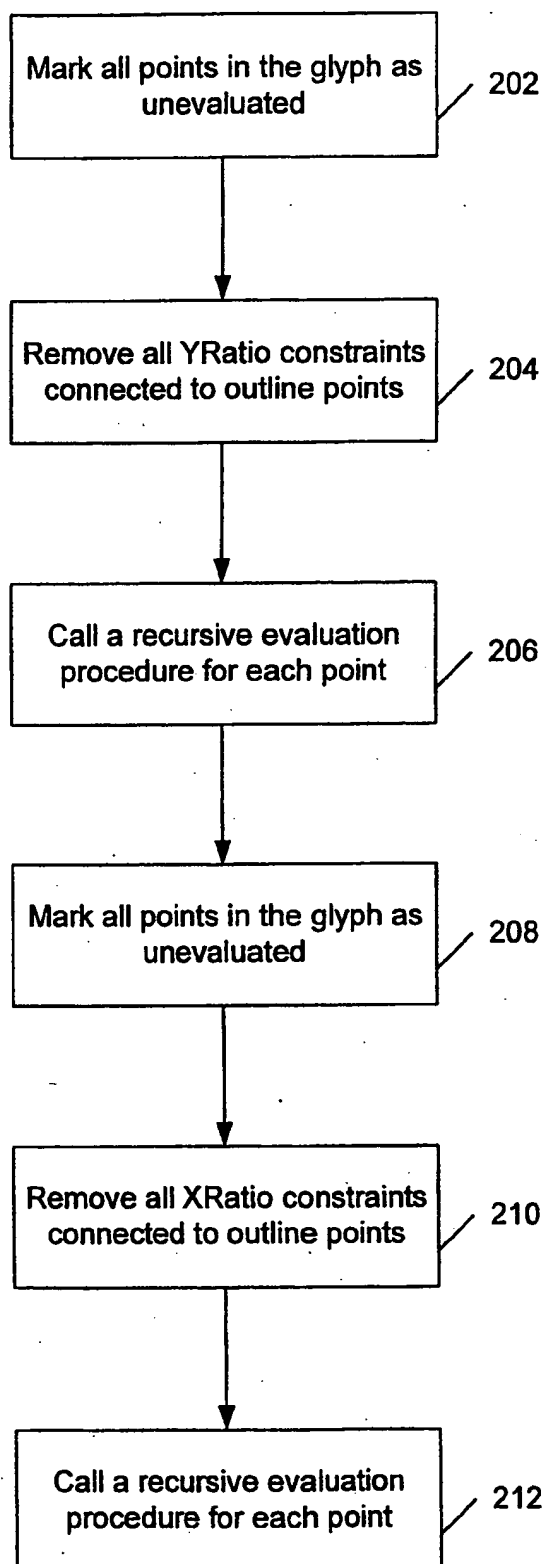 Mark all points in the glyph as
unevaluated
202
Remove all YRatio constraints
connected to outline points
204
Call a recursive evaluation
procedure for each point
206
Mark all points in the glyph as
unevaluated
208
Remove all XRatio constraints
connected to outline points
210
Call a recursive evaluation
procedure for each point
212